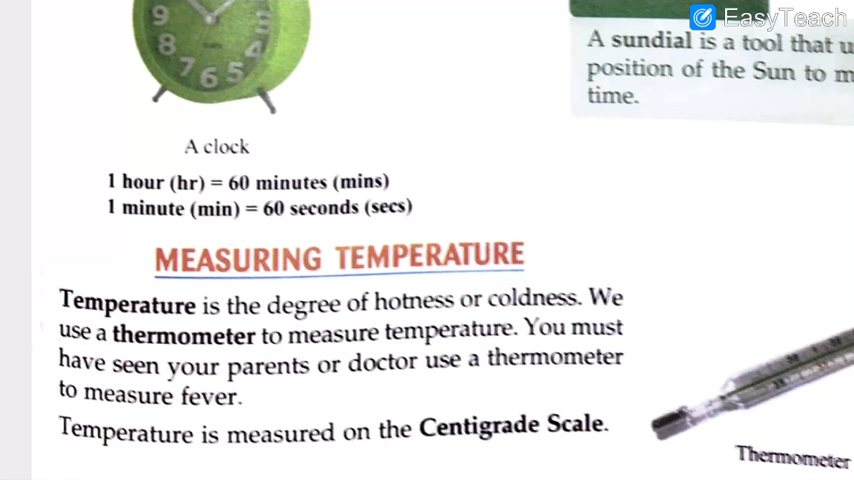 EasyTeach
9
8
7
6
5
4
A sundial is a tool that u
position of the Sun to m
time.
A clock
1 hour (hr) = 60 minutes (mins)
1 minute (min) = 60 seconds (secs)
MEASURING TEMPERATURE
Temperature is the degree of hotness or coldness. We
use a thermometer to measure temperature. You must
have seen your parents or doctor use a thermometer
to measure fever.
Temperature is measured on the Centigrade Scale.
Thermometer